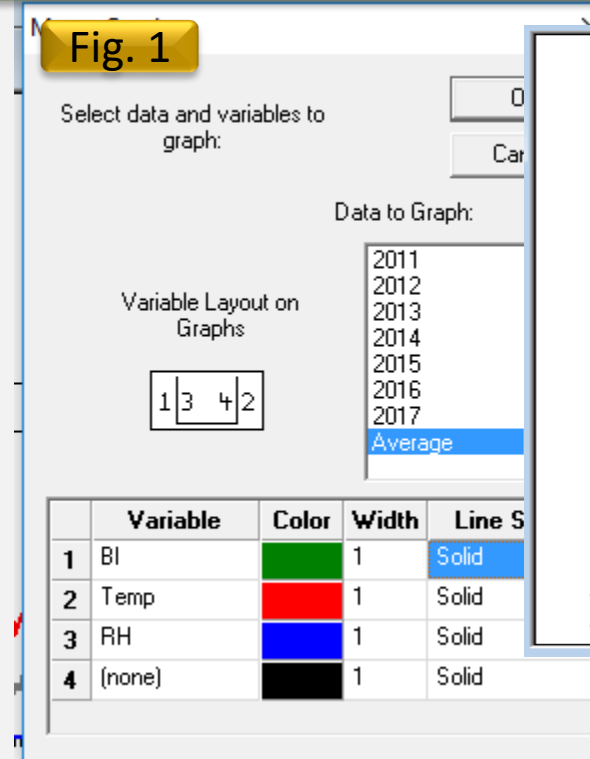 Fig. 1
Select data and variables to
graph:
Data to Graph:
2011
2012
2013
2014
2015
2016
2017
Average
Variable Layout on
Graphs
1 3 4 2
Variable Color Width Line S
1 BI 1 Solid
2 Temp 1 Solid
3 RH 1 Solid
4 (none) 1 Solid